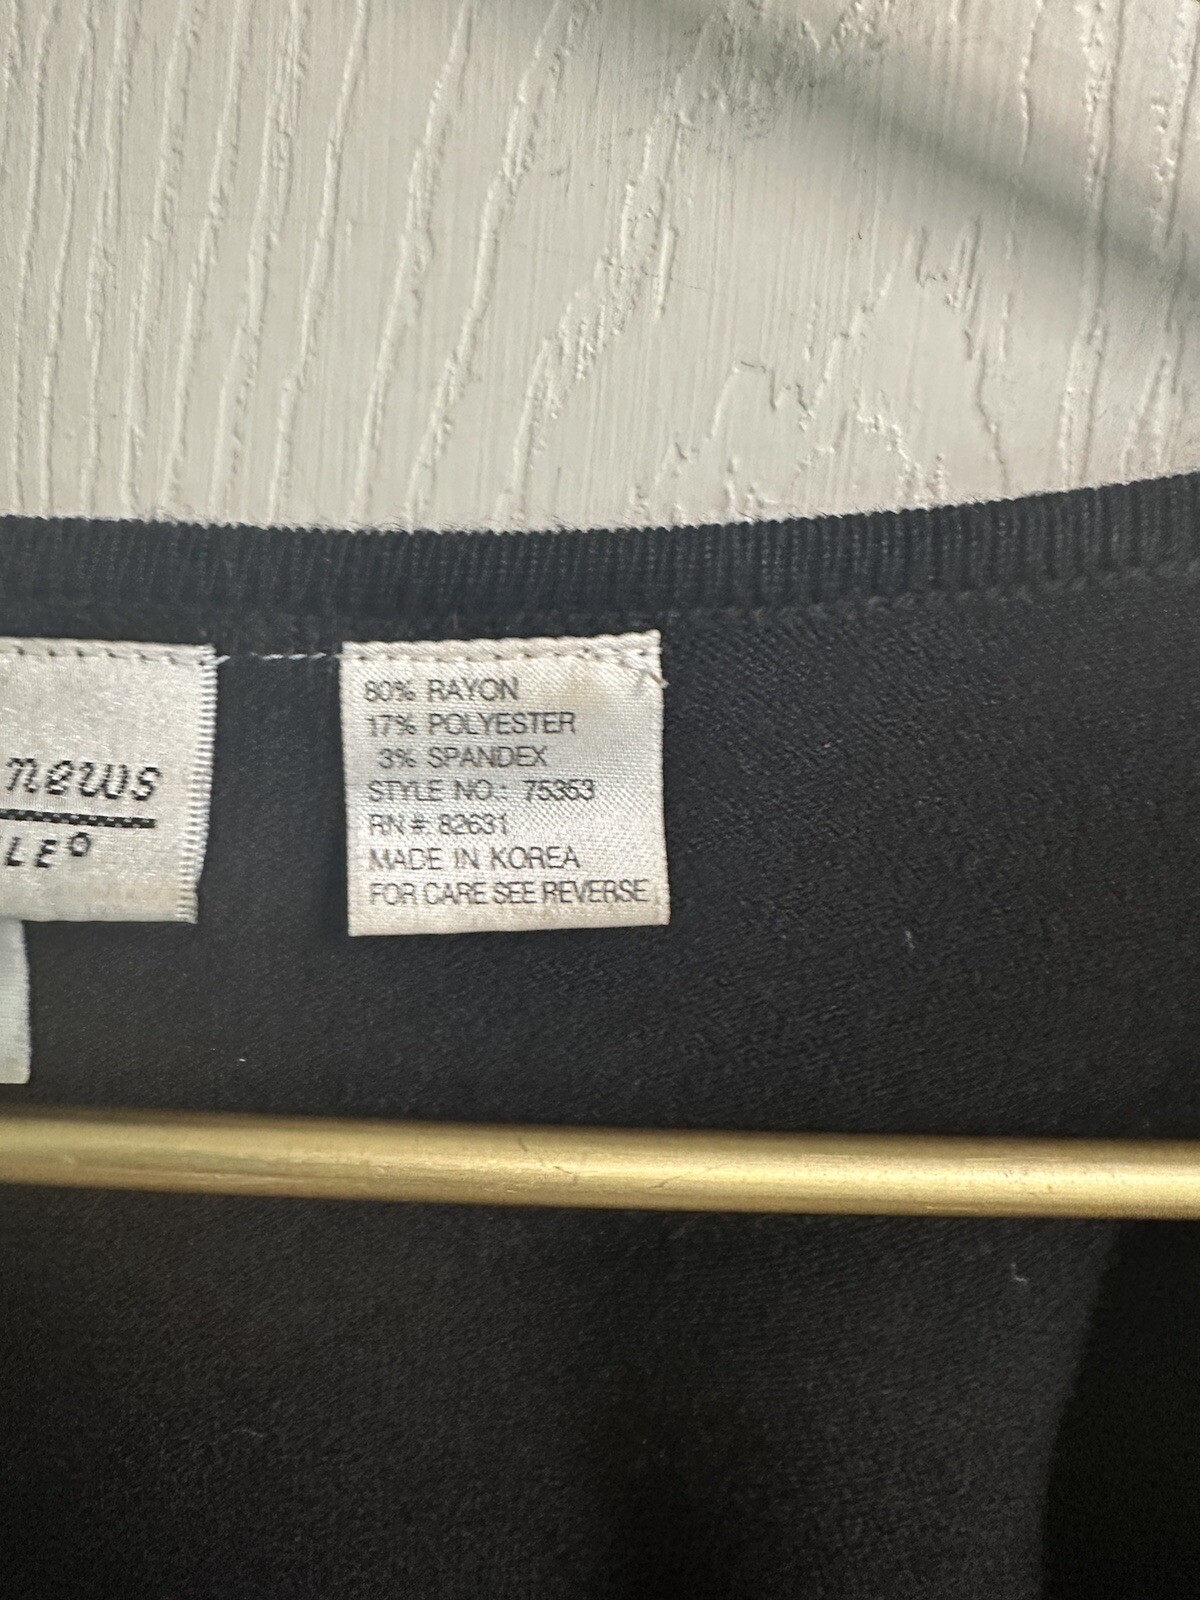 news
LE®
80% RAYON
17% POLYESTER
3% SPANDEX
STYLE NO.: 75353
RN # 82631
MADE IN KOREA
FOR CARE SEE REVERSE